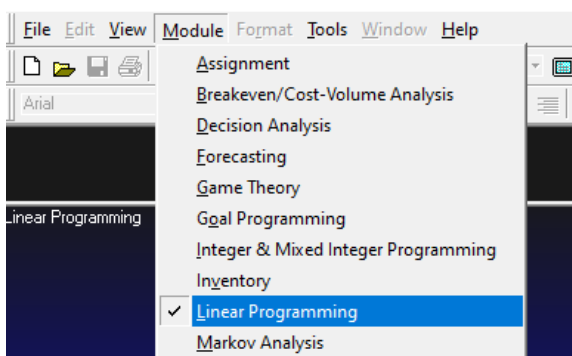 File Edit View Module Format Tools Window Help
Assignment
Arial
Breakeven/Cost-Volume Analysis
Decision Analysis
Forecasting
Game Theory
Linear Programming
Goal Programming
Integer & Mixed Integer Programming
Inventory
Linear Programming
Markov Analysis